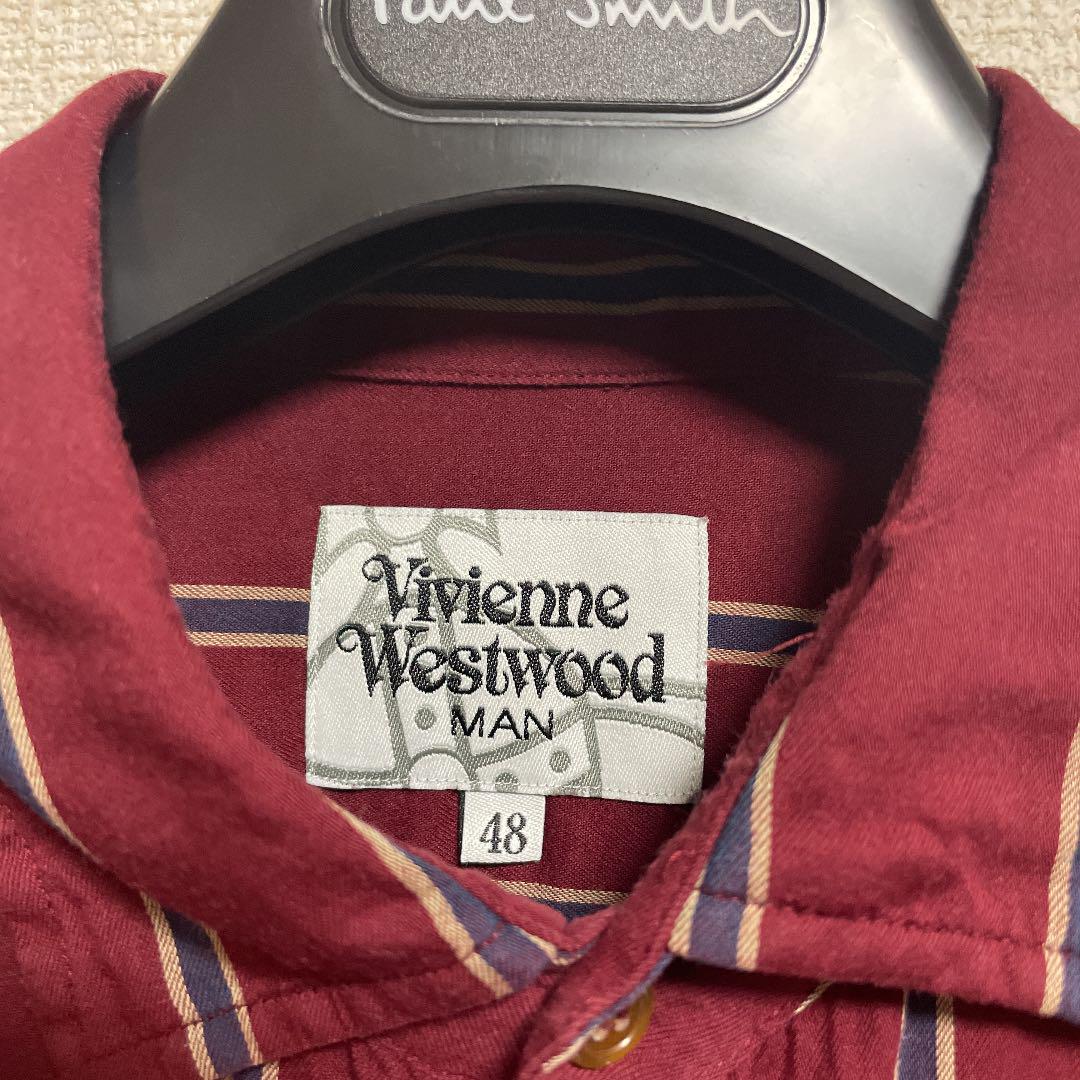 Paul Smith
Vivienne
Westwood
MAN
48